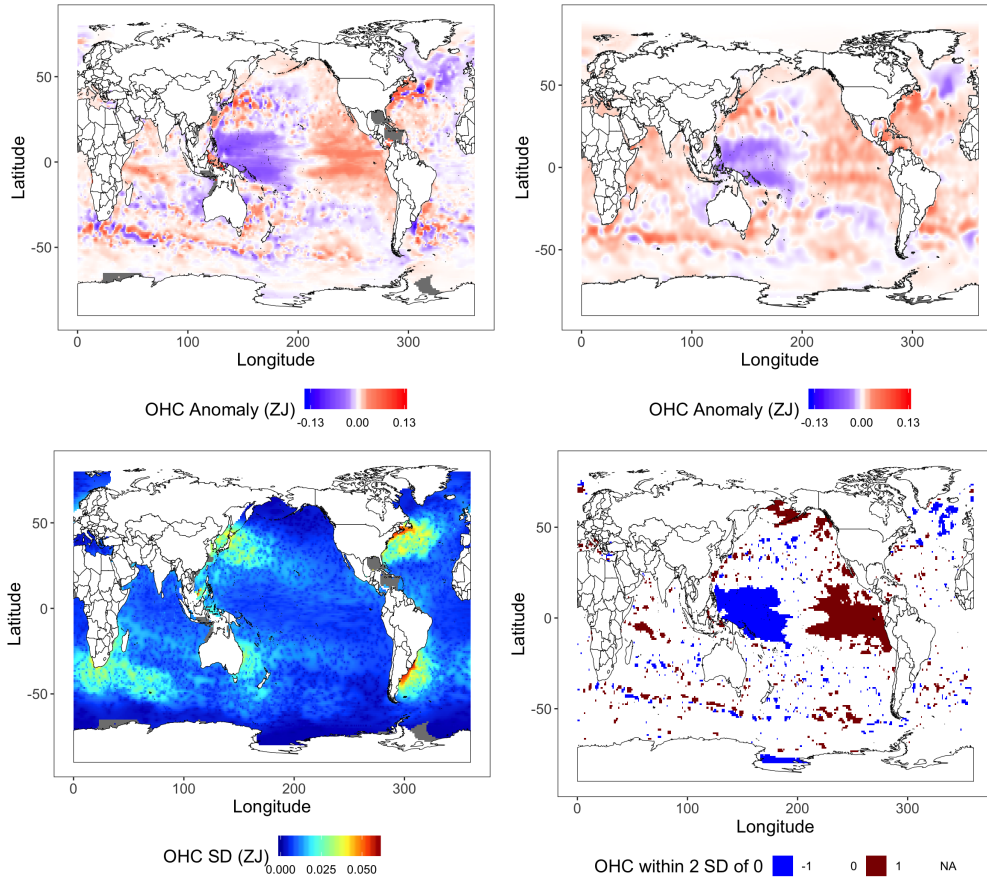 50
0
-50
Latitude
0 100 200 300
Longitude
OHC Anomaly (ZJ)
-0.13 0.00 0.13
50
0
-50
Latitude
0 100 200 300
Longitude
OHC Anomaly (ZJ)
-0.13 0.00 0.13
50
0
-50
Latitude
0 100 200 300
Longitude
OHC SD (ZJ)
0.000 0.025 0.050
50
0
-50
Latitude
0 100 200 300
Longitude
OHC within 2 SD of 0 -1 0 1 NA